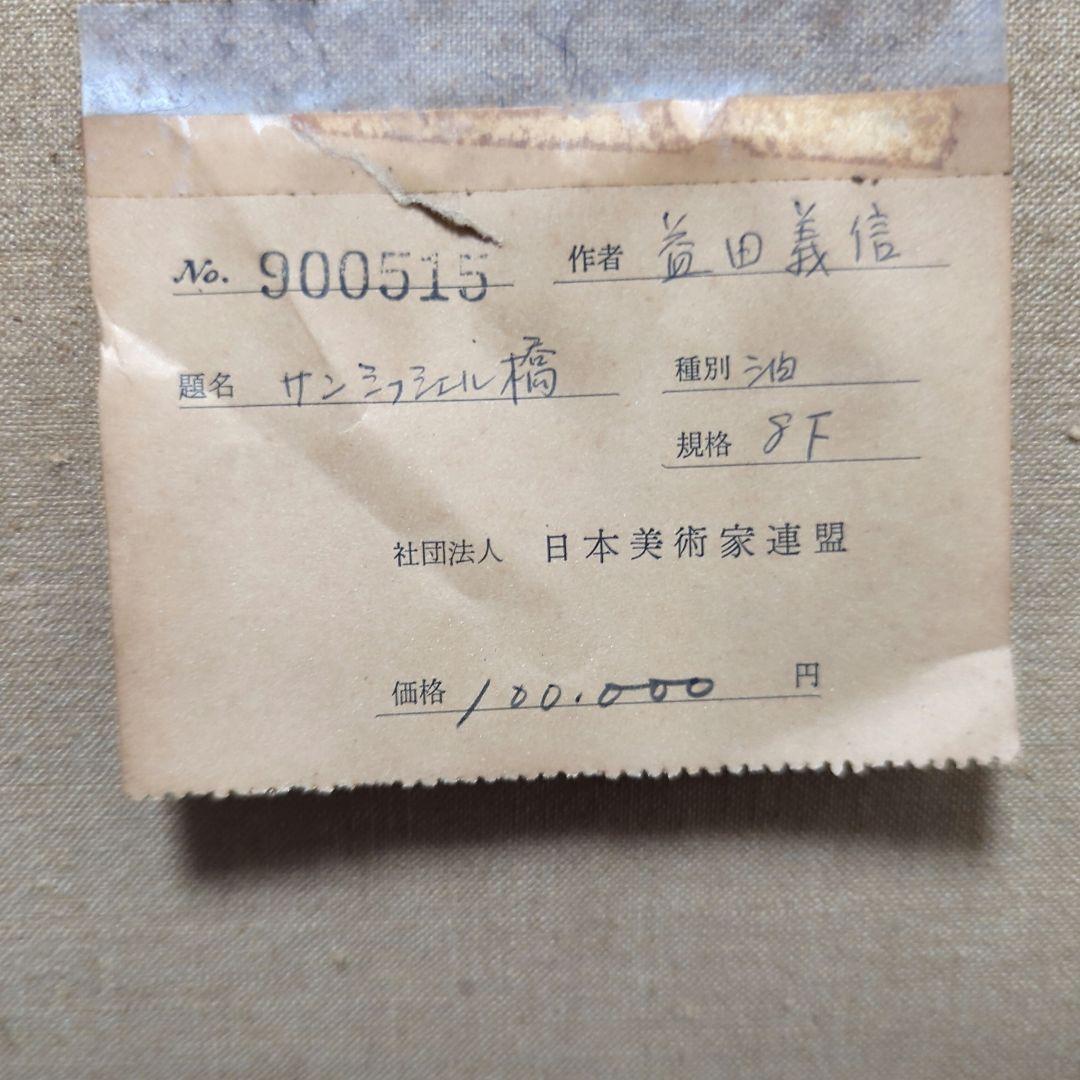 No. 900515 作者 益田義信
題名 サンミッシェル橋 種別 油
規格 8F
社団法人 日本美術家連盟
価格 100.000 円